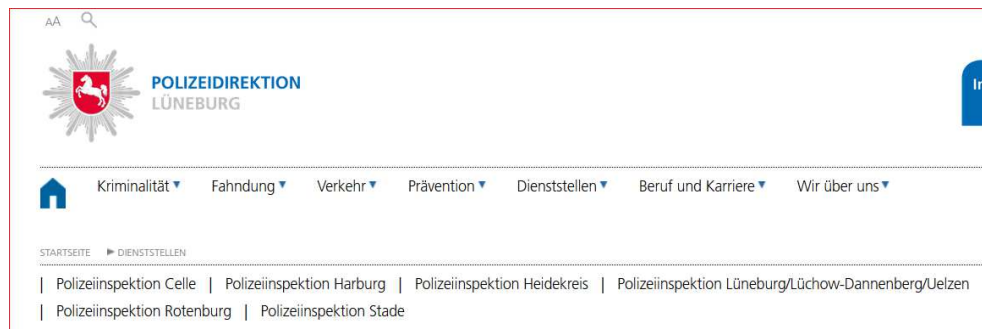 AA
POLIZEIDIREKTION
LÜNEBURG
Kriminalität Fahndung Verkehr Prävention Dienststellen Beruf und Karriere Wir über uns
STARTSEITE DIENSTSTELLEN
| Polizeiinspektion Celle | Polizeiinspektion Harburg | Polizeiinspektion Heidekreis | Polizeiinspektion Lüneburg/Lüchow-Dannenberg/Uelzen
| Polizeiinspektion Rotenburg | Polizeiinspektion Stade